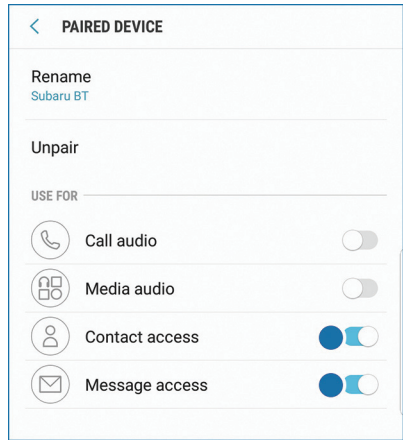 PAIRED DEVICE
Rename
Subaru BT
Unpair
USE FOR
Call audio
Media audio
Contact access
Message access